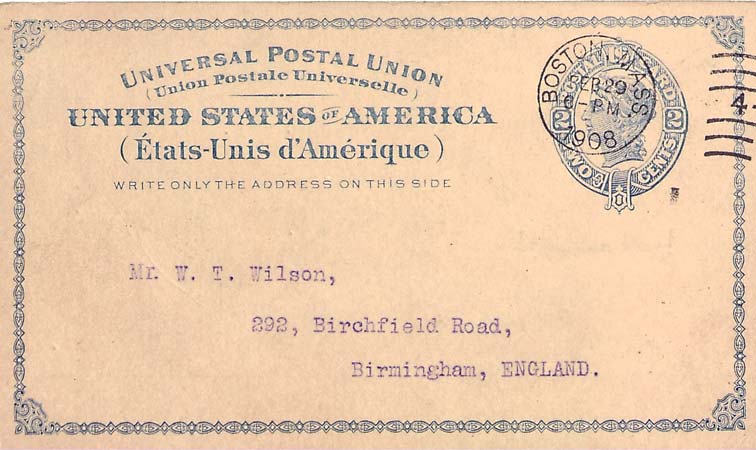 UNIVERSAL POSTAL UNION
(Union Postale Universelle)
UNITED STATES OF AMERICA
(États-Unis d'Amérique)
WRITE ONLY THE ADDRESS ON THIS SIDE
BOSTON, MASS
FEB 29
6-PM
1908
2 2
TWO CENTS
4
Mr. W. T. Wilson,
292, Birchfield Road,
Birmingham, ENGLAND.